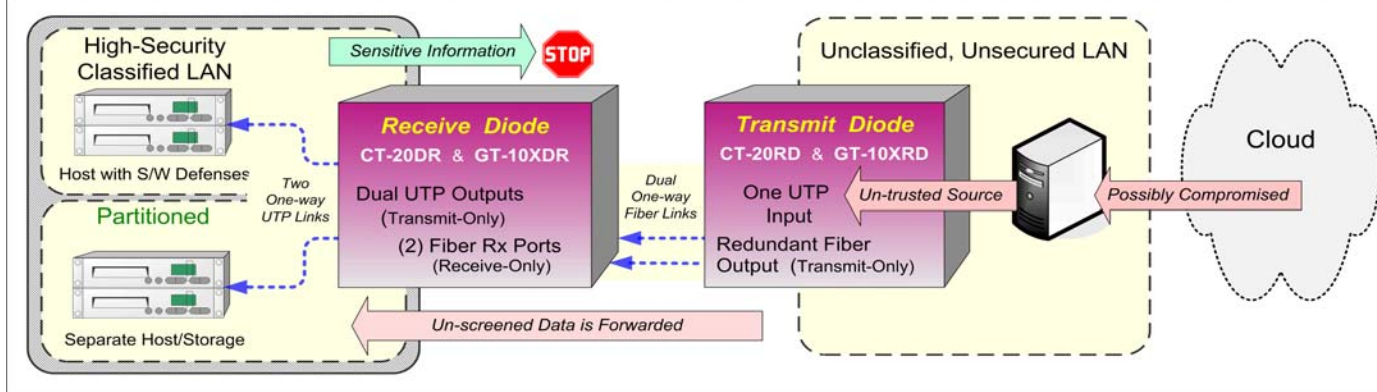 High-Security
Classified LAN
Host with S/W Defenses
Partitioned
Separate Host/Storage
Sensitive Information
STOP
Two
One-way
UTP Links
Receive Diode
CT-20DR & GT-10XDR
Dual UTP Outputs
(Transmit-Only)
(2) Fiber Rx Ports
(Receive-Only)
Dual
One-way
Fiber Links
Transmit Diode
CT-20RD & GT-10XRD
One UTP
Input
Redundant Fiber
Output (Transmit-Only)
Un-screened Data is Forwarded
Unclassified, Unsecured LAN
Un-trusted Source
Possibly Compromised
Cloud